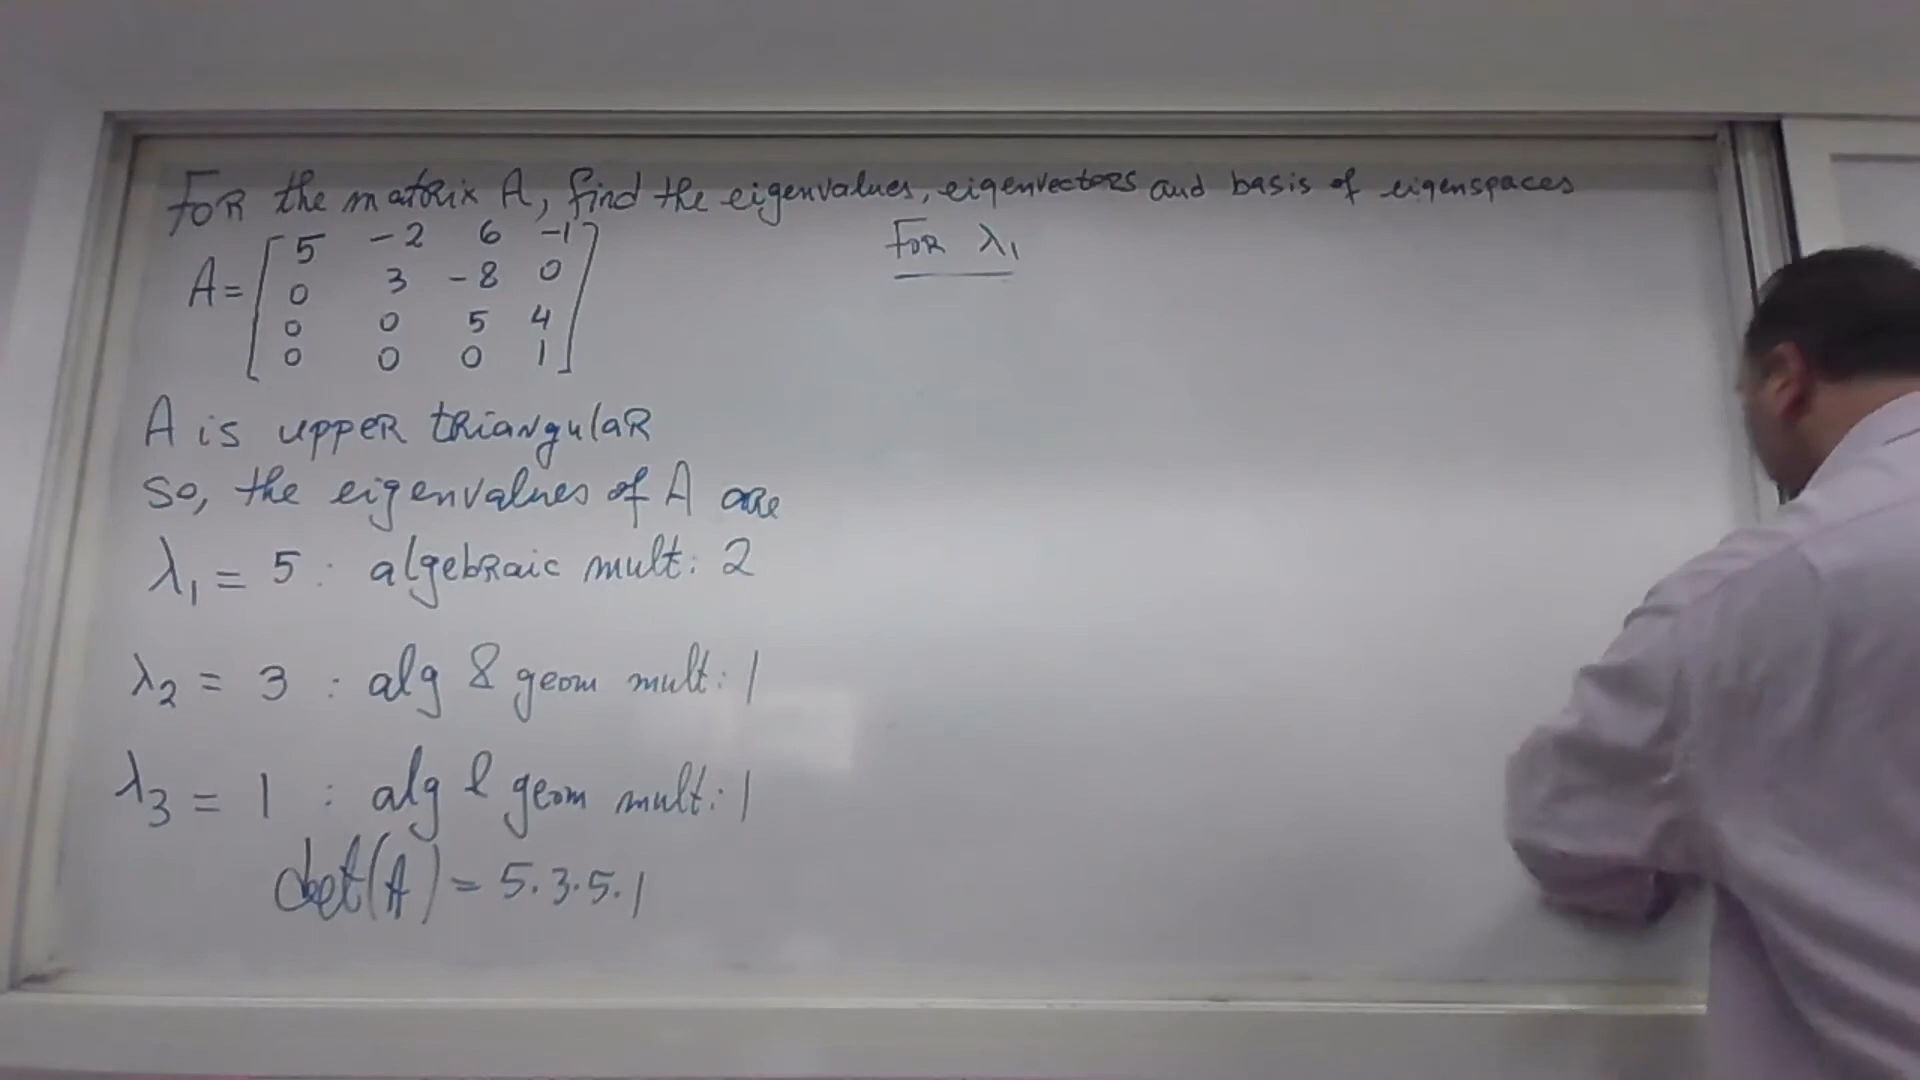 FOR the matrix A, find the eigenvalues, eigenvectors and basis of eigenspaces
A = [ 5 -2 6 -1
0 3 -8 0
0 0 5 4
0 0 0 1 ]
A is upper triangulaR
so, the eigenvalues of A are
λ₁ = 5 : algebraic mult: 2
λ₂ = 3 : alg & geom mult: 1
λ₃ = 1 : alg & geom mult: 1
det(A) = 5.3.5.1
FOR λ₁